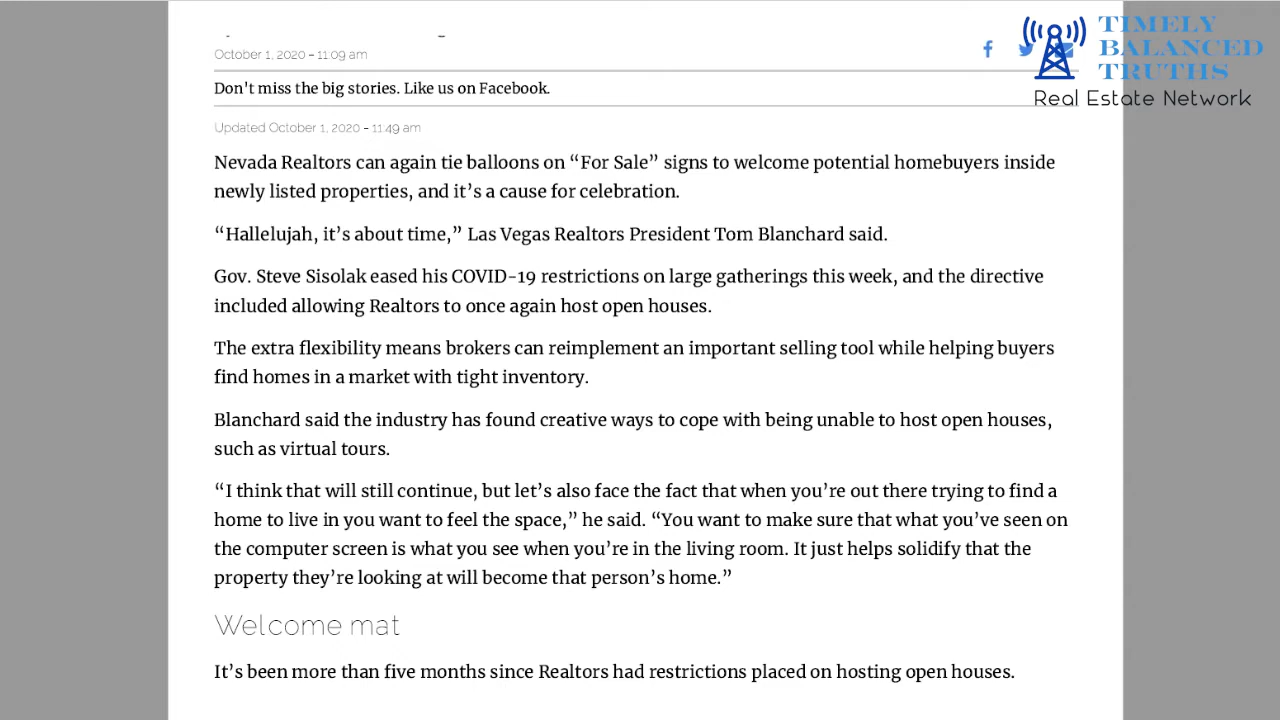 October 1, 2020 - 11:09 am
TIMELY
BALANCED
TRUTHS
Real Estate Network
Don't miss the big stories. Like us on Facebook.
Updated October 1, 2020 - 11:49 am
Nevada Realtors can again tie balloons on “For Sale” signs to welcome potential homebuyers inside
newly listed properties, and it’s a cause for celebration.
“Hallelujah, it’s about time,” Las Vegas Realtors President Tom Blanchard said.
Gov. Steve Sisolak eased his COVID-19 restrictions on large gatherings this week, and the directive
included allowing Realtors to once again host open houses.
The extra flexibility means brokers can reimplement an important selling tool while helping buyers
find homes in a market with tight inventory.
Blanchard said the industry has found creative ways to cope with being unable to host open houses,
such as virtual tours.
“I think that will still continue, but let’s also face the fact that when you’re out there trying to find a
home to live in you want to feel the space,” he said. “You want to make sure that what you’ve seen on
the computer screen is what you see when you’re in the living room. It just helps solidify that the
property they’re looking at will become that person’s home.”
Welcome mat
It’s been more than five months since Realtors had restrictions placed on hosting open houses.